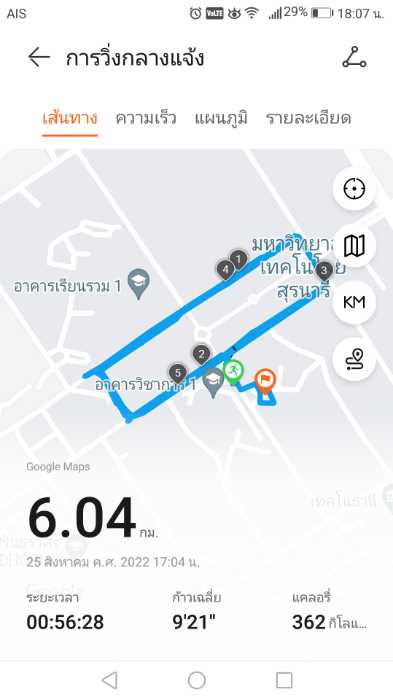 AIS
VoLTE
29%
18:07 น.
การวิ่งกลางแจ้ง
เส้นทาง
ความเร็ว
แผนภูมิ
รายละเอียด
มหาวิทยาล
เทคโนโลย
สุรนารี
1
4
3
อาคารเรียนรวม 1
KM
2
5
อาคารวิชาการ 1
Google Maps
เทคโนธานี
6.04 กม.
25 สิงหาคม ค.ศ. 2022 17:04 น.
ระยะเวลา
ก้าวเฉลี่ย
แคลอรี่
00:56:28
9'21"
362 กิโลแ...